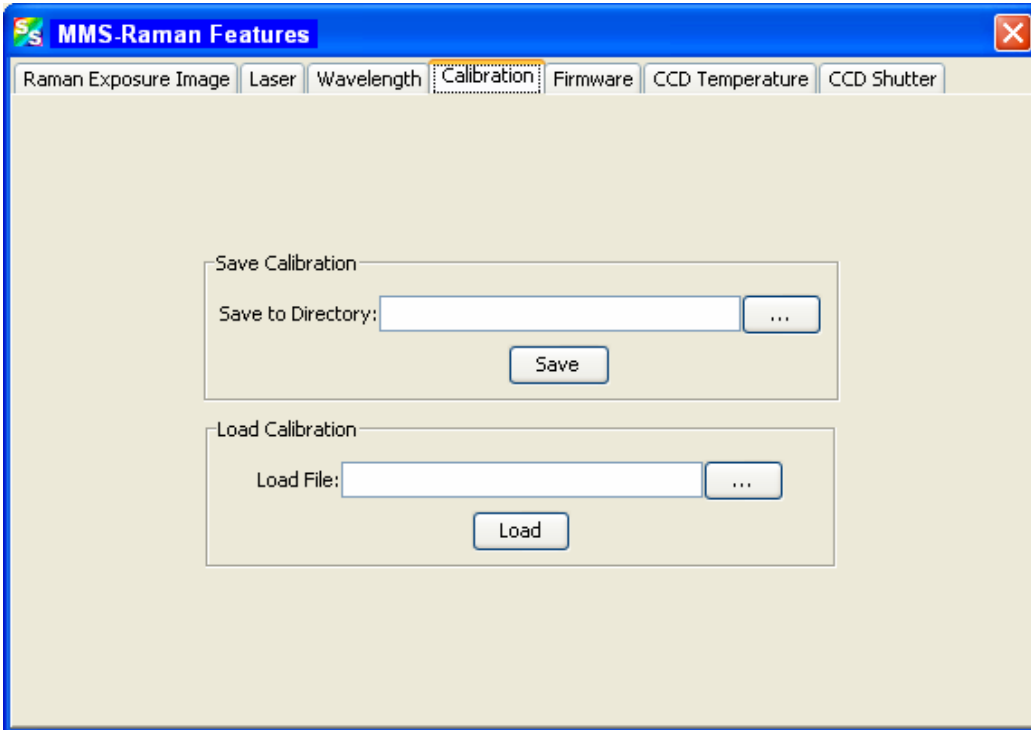 SS MMS-Raman Features
Raman Exposure Image Laser Wavelength Calibration Firmware CCD Temperature CCD Shutter
Save Calibration
Save to Directory: ...
Save
Load Calibration
Load File: ...
Load